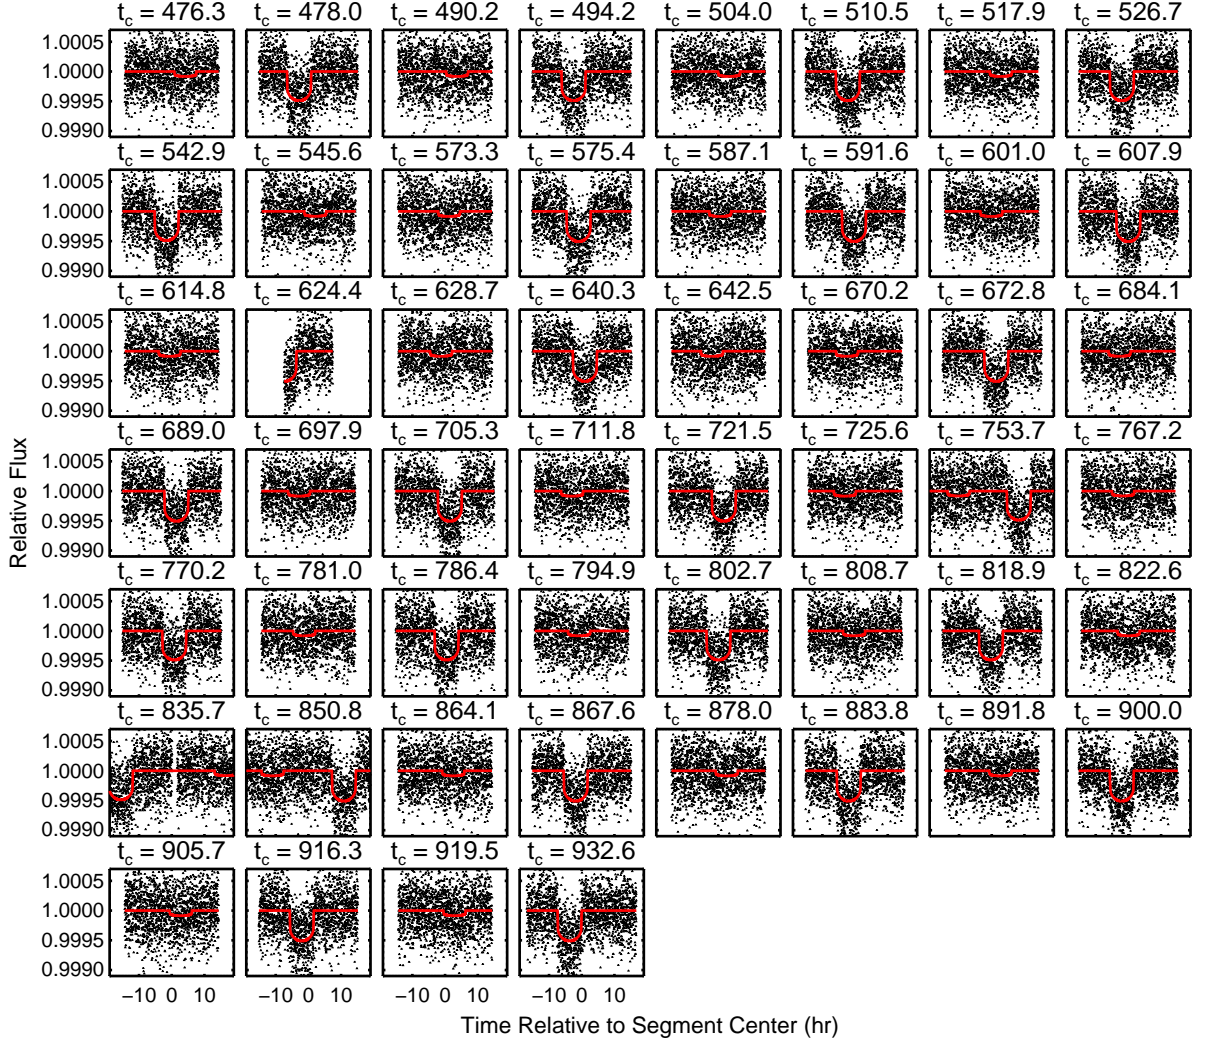 t_c = 476.3 t_c = 478.0 t_c = 490.2 t_c = 494.2 t_c = 504.0 t_c = 510.5 t_c = 517.9 t_c = 526.7
1.0005
1.0000
0.9995
0.9990
t_c = 542.9 t_c = 545.6 t_c = 573.3 t_c = 575.4 t_c = 587.1 t_c = 591.6 t_c = 601.0 t_c = 607.9
1.0005
1.0000
0.9995
0.9990
t_c = 614.8 t_c = 624.4 t_c = 628.7 t_c = 640.3 t_c = 642.5 t_c = 670.2 t_c = 672.8 t_c = 684.1
1.0005
1.0000
0.9995
0.9990
t_c = 689.0 t_c = 697.9 t_c = 705.3 t_c = 711.8 t_c = 721.5 t_c = 725.6 t_c = 753.7 t_c = 767.2
1.0005
1.0000
0.9995
0.9990
Relative Flux
t_c = 770.2 t_c = 781.0 t_c = 786.4 t_c = 794.9 t_c = 802.7 t_c = 808.7 t_c = 818.9 t_c = 822.6
1.0005
1.0000
0.9995
0.9990
t_c = 835.7 t_c = 850.8 t_c = 864.1 t_c = 867.6 t_c = 878.0 t_c = 883.8 t_c = 891.8 t_c = 900.0
1.0005
1.0000
0.9995
0.9990
t_c = 905.7 t_c = 916.3 t_c = 919.5 t_c = 932.6
1.0005
1.0000
0.9995
0.9990
−10 0 10 −10 0 10 −10 0 10 −10 0 10
Time Relative to Segment Center (hr)